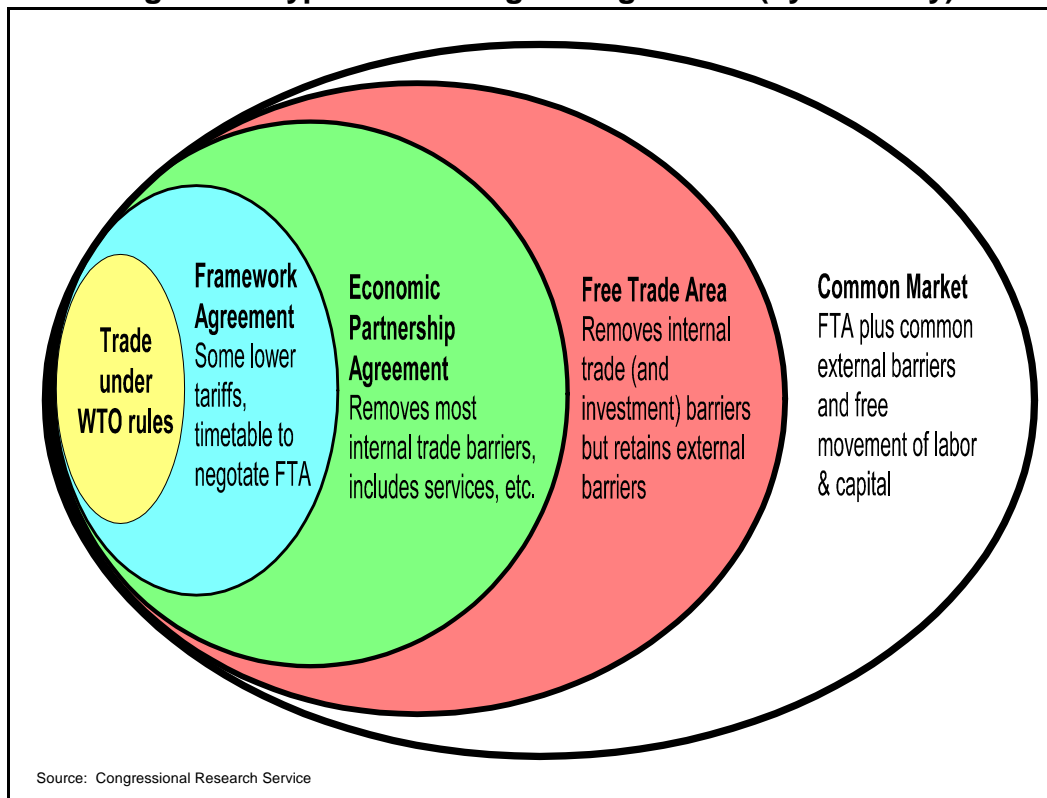 Trade
under
WTO rules
Framework
Agreement
Some lower
tariffs,
timetable to
negotate FTA
Economic
Partnership
Agreement
Removes most
internal trade barriers,
includes services, etc.
Free Trade Area
Removes internal
trade (and
investment) barriers
but retains external
barriers
Common Market
FTA plus common
external barriers
and free
movement of labor
& capital
Source: Congressional Research Service